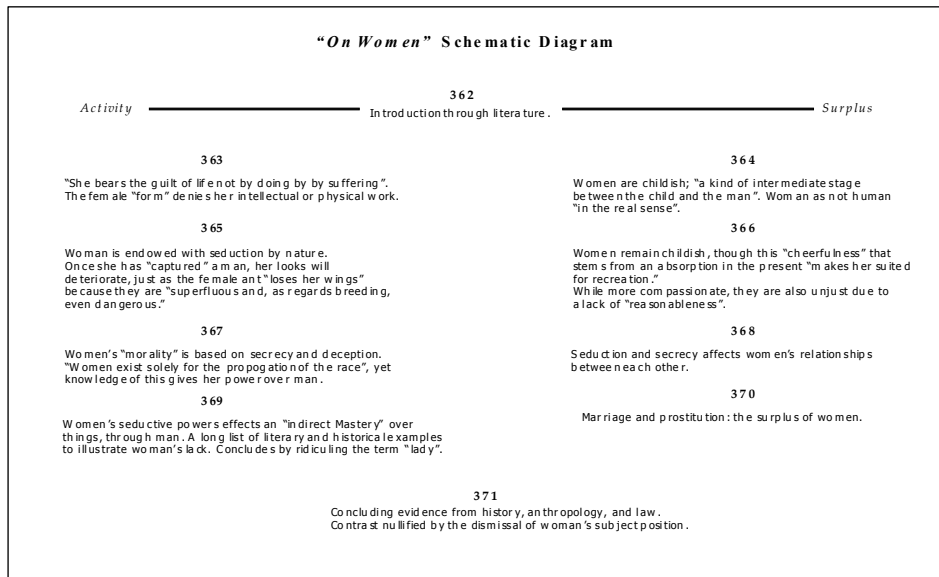 “On Women” Schematic Diagram
362
Activity
Introduction through literature.
Surplus
363
“She bears the guilt of life not by doing by by suffering”.
The female “form” denies her intellectual or physical work.
364
Women are childish; “a kind of intermediate stage
between the child and the man”. Woman as not human
“in the real sense”.
365
Woman is endowed with seduction by nature.
Once she has “captured” a man, her looks will
deteriorate, just as the female ant “loses her wings”
because they are “superfluous and, as regards breeding,
even dangerous.”
366
Women remain childish, though this “cheerfulness” that
stems from an absorption in the present “makes her suited
for recreation.”
While more compassionate, they are also unjust due to
a lack of “reasonableness”.
367
Women’s “morality” is based on secrecy and deception.
“Women exist solely for the propogation of the race”, yet
knowledge of this gives her power over man.
368
Seduction and secrecy affects women’s relationships
between each other.
369
Women’s seductive powers effects an “indirect Mastery” over
things, through man. A long list of literary and historical examples
to illustrate woman’s lack. Concludes by ridiculing the term “lady”.
370
Marriage and prostitution: the surplus of women.
371
Concluding evidence from history, anthropology, and law.
Contrast nullified by the dismissal of woman’s subject position.